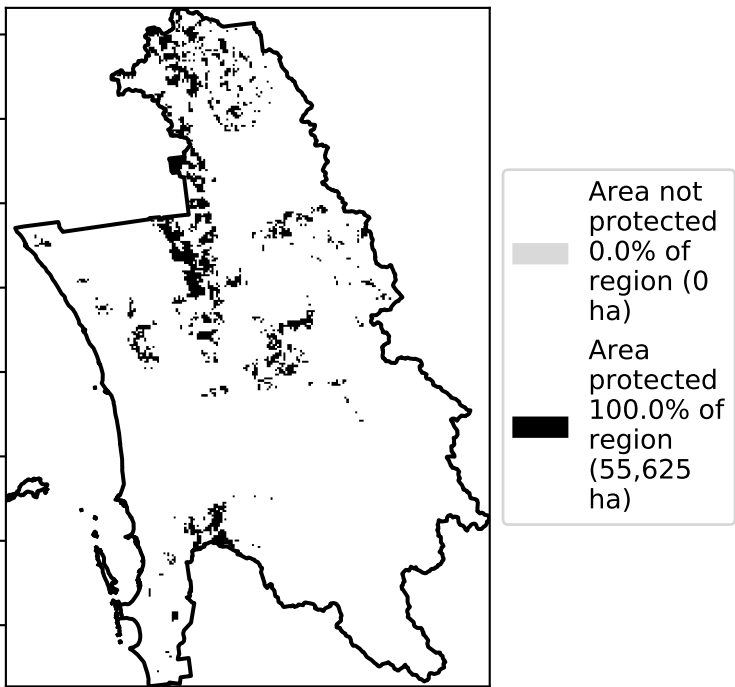 Area not
protected
0.0% of
region (0
ha)
Area
protected
100.0% of
region
(55,625
ha)